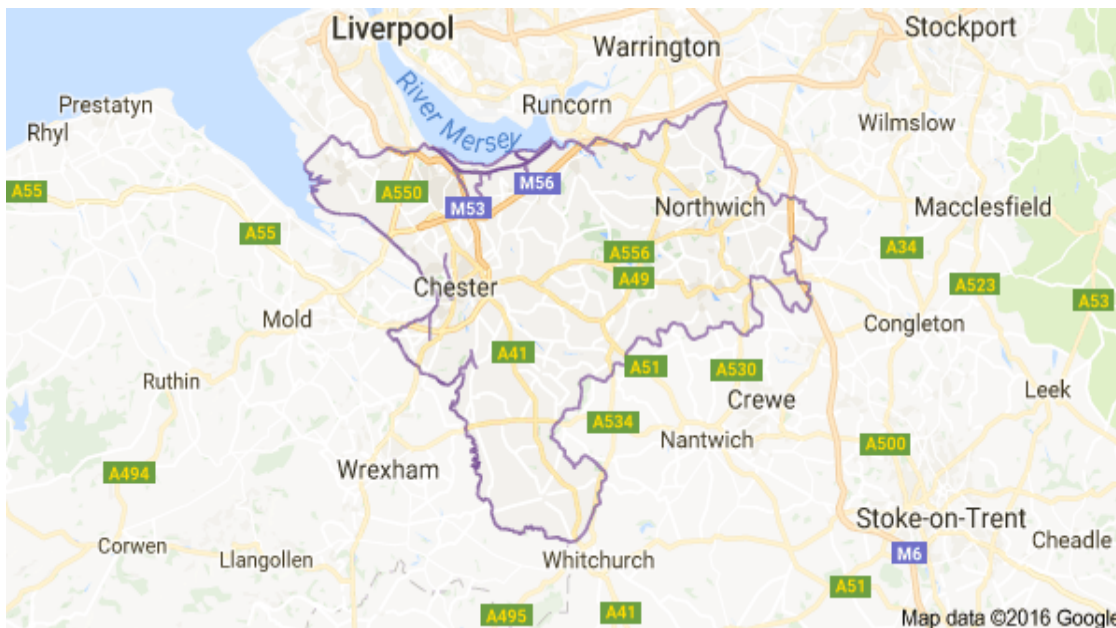 Liverpool
Stockport
Warrington
Prestatyn
Runcorn
River Mersey
Rhyl
Wilmslow
A55
A550
M56
M53
Northwich
Macclesfield
A55
A556
A34
A49
Chester
A523
A53
Mold
Congleton
A41
A51
A530
Ruthin
Leek
Crewe
A534
Nantwich
A500
Wrexham
A494
Stoke-on-Trent
Corwen
Llangollen
Whitchurch
M6
Cheadle
A51
A495
A41
Map data ©2016 Google